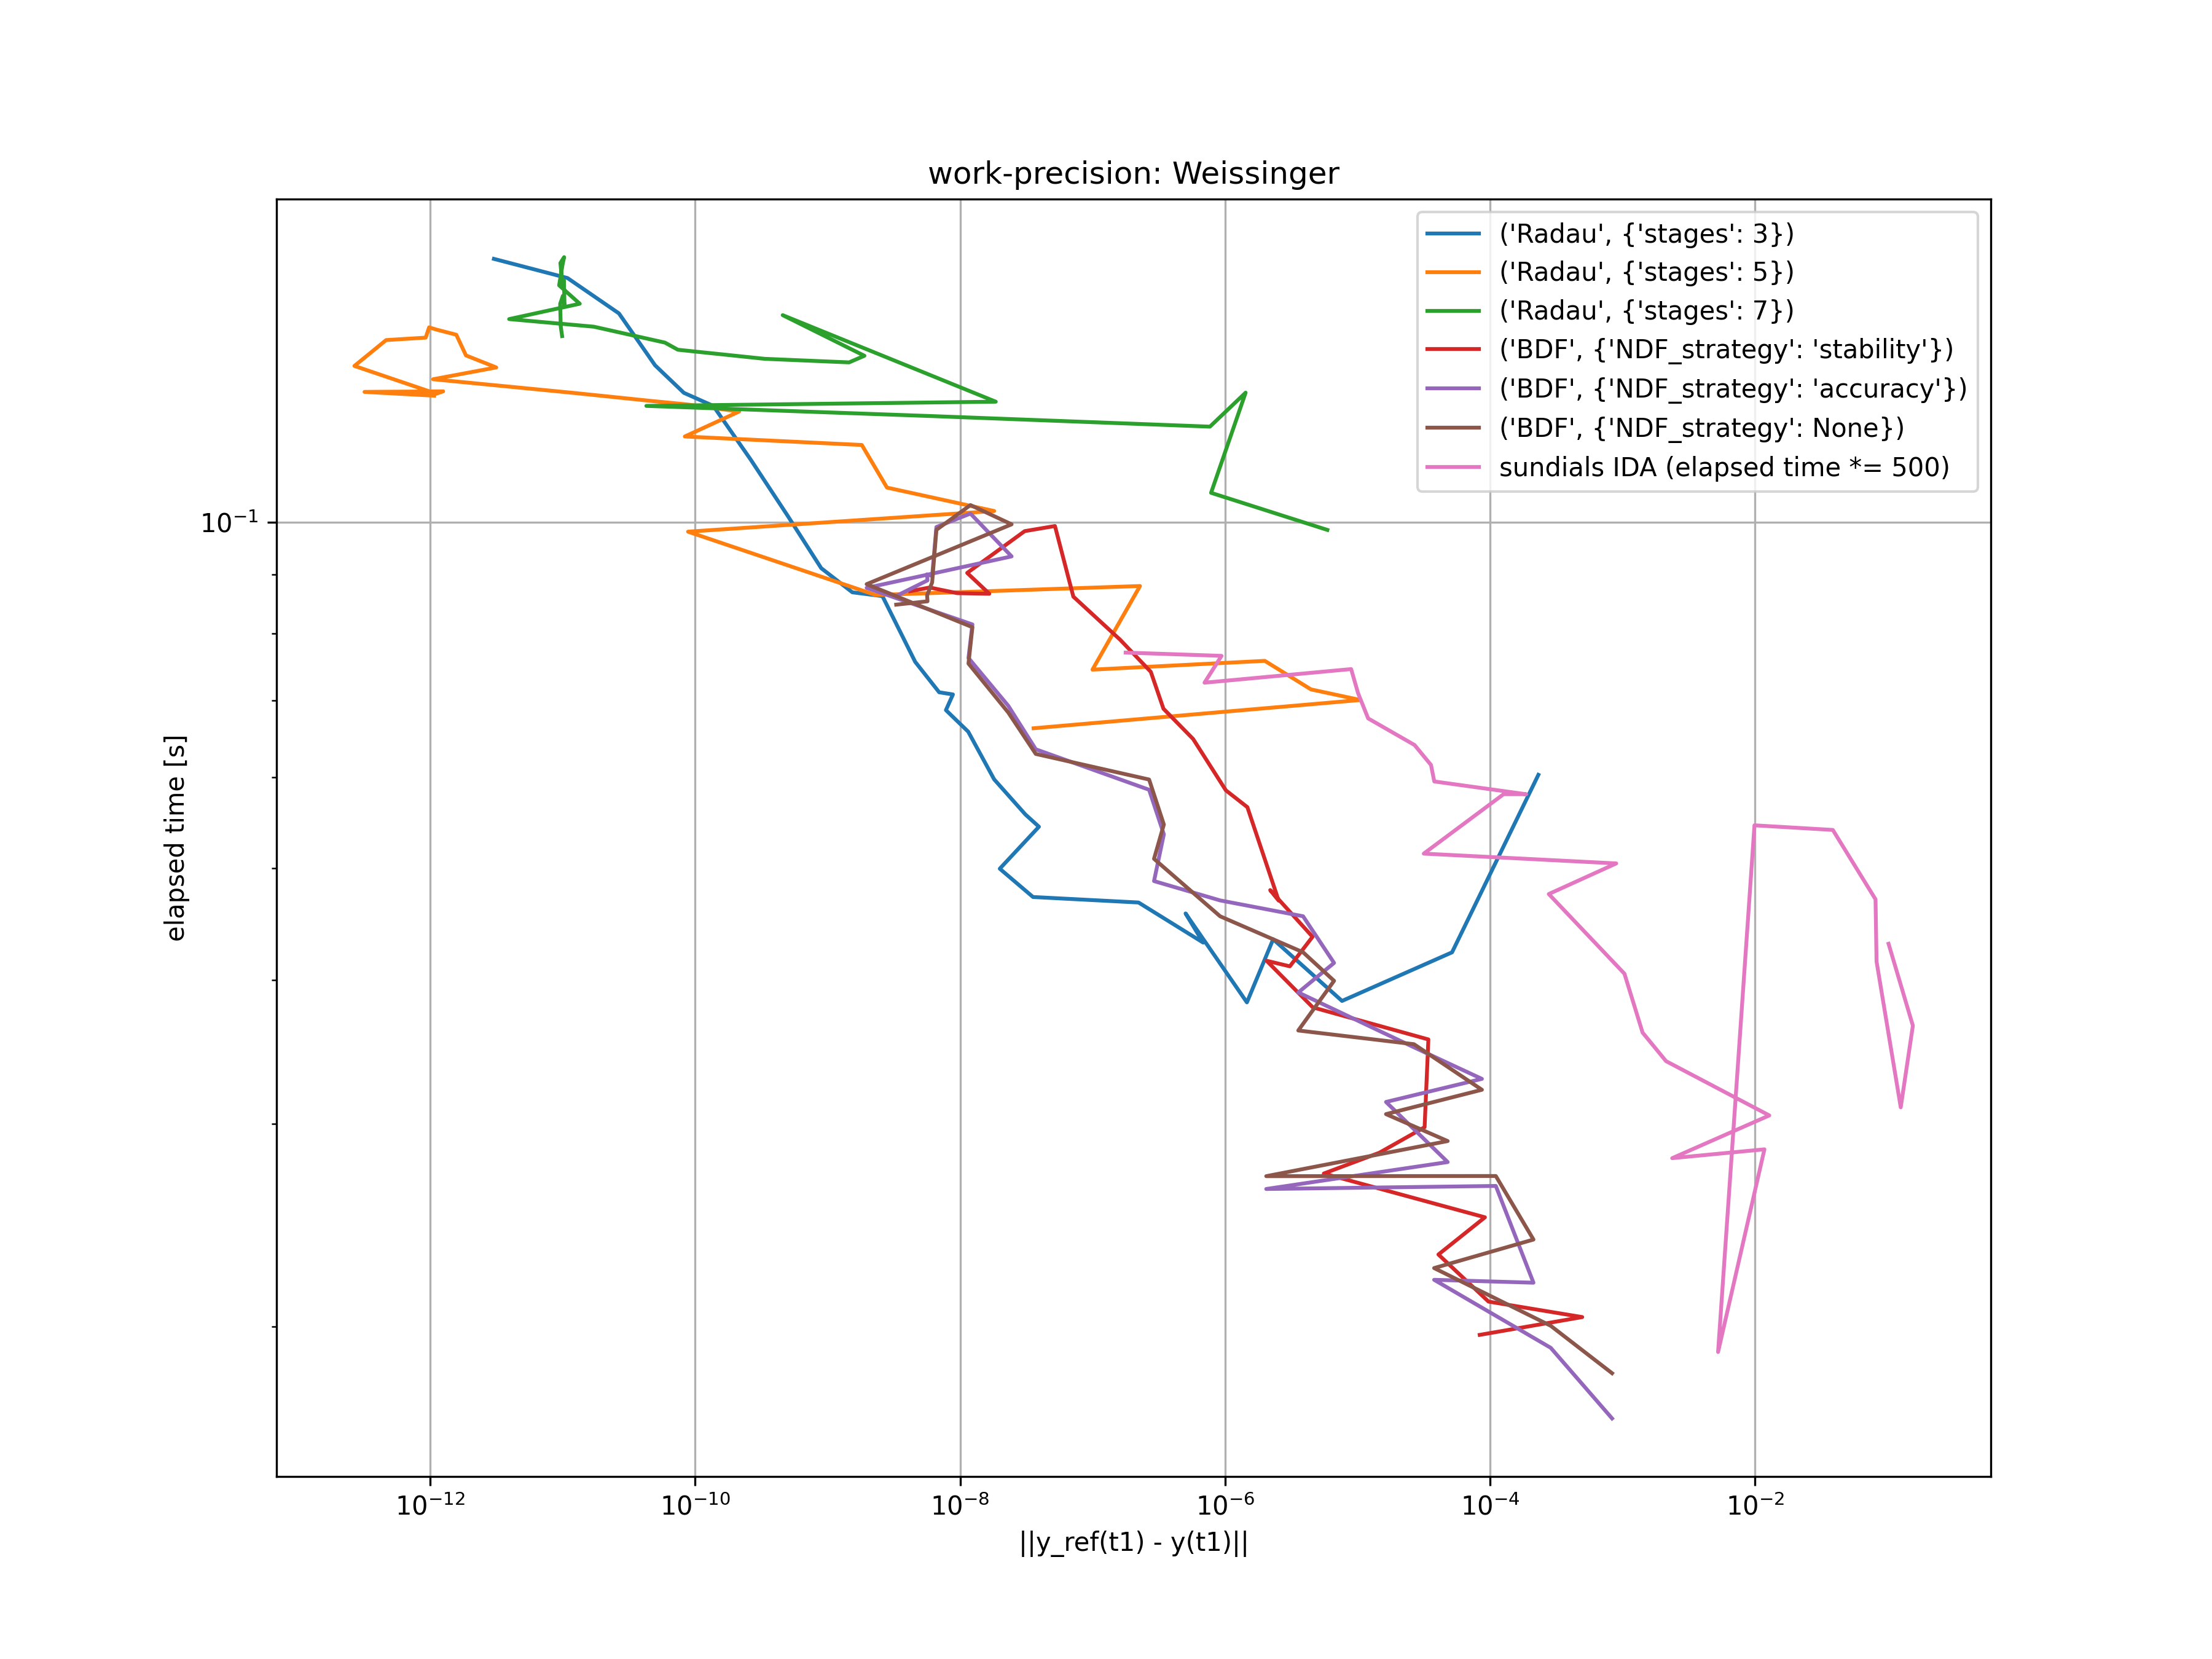 work-precision: Weissinger
('Radau', {'stages': 3})
('Radau', {'stages': 5})
('Radau', {'stages': 7})
('BDF', {'NDF_strategy': 'stability'})
('BDF', {'NDF_strategy': 'accuracy'})
('BDF', {'NDF_strategy': None})
sundials IDA (elapsed time *= 500)
10⁻¹
elapsed time [s]
10⁻¹² 10⁻¹⁰ 10⁻⁸ 10⁻⁶ 10⁻⁴ 10⁻²
||y_ref(t1) - y(t1)||